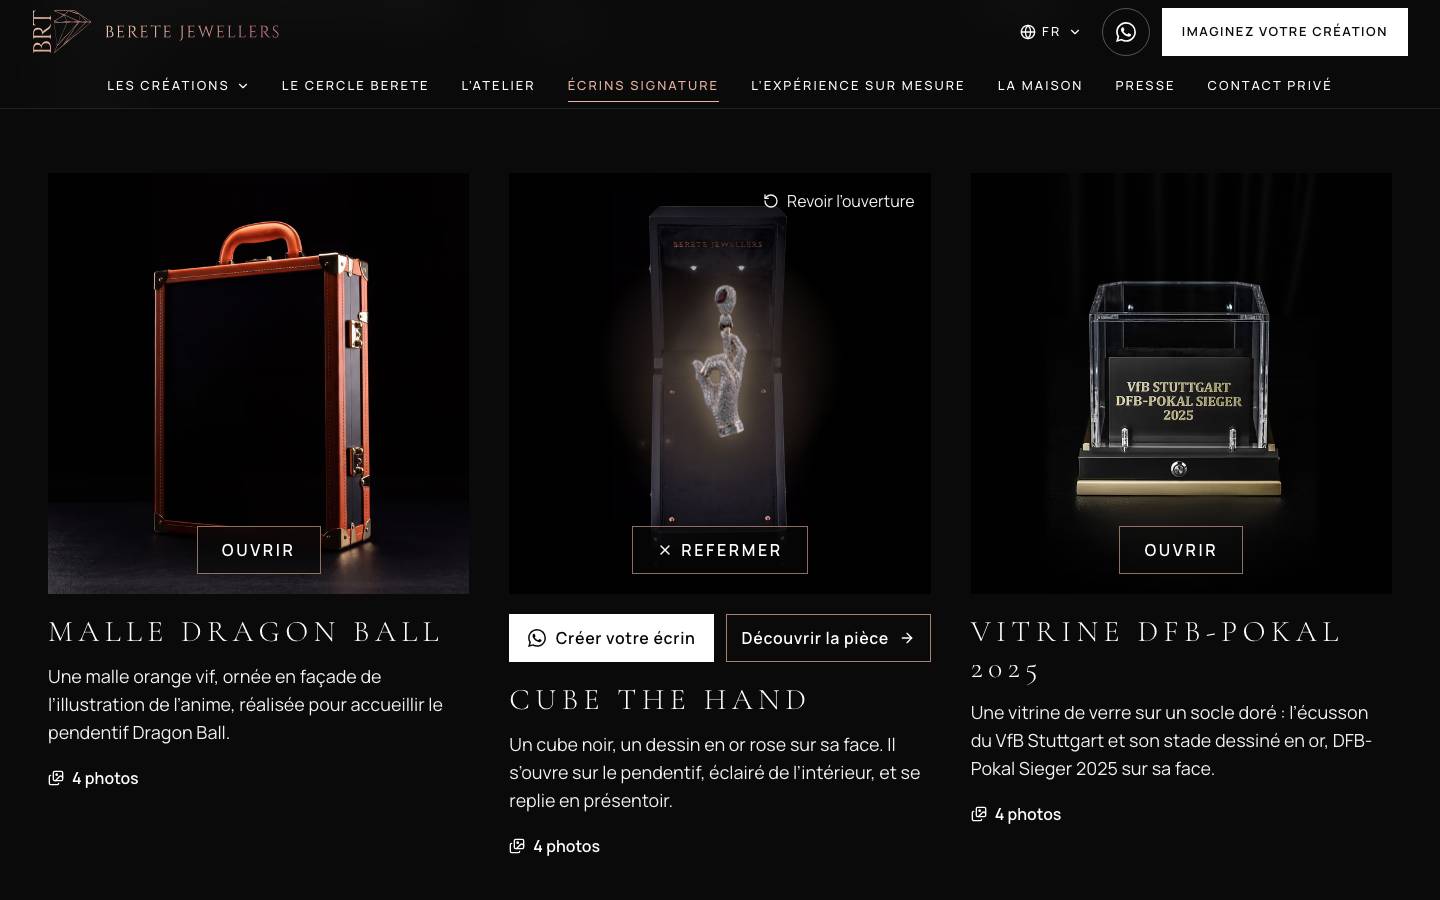 BRT BERETE JEWELLERS
FR
IMAGINEZ VOTRE CRÉATION
LES CRÉATIONS
LE CERCLE BERETE
L'ATELIER
ÉCRINS SIGNATURE
L'EXPÉRIENCE SUR MESURE
LA MAISON
PRESSE
CONTACT PRIVÉ
OUVRIR
MALLE DRAGON BALL
Une malle orange vif, ornée en façade de
l'illustration de l'anime, réalisée pour accueillir le
pendentif Dragon Ball.
4 photos
Revoir l'ouverture
BERETE JEWELLERS
REFERMER
Créer votre écrin
Découvrir la pièce
CUBE THE HAND
Un cube noir, un dessin en or rose sur sa face. Il
s'ouvre sur le pendentif, éclairé de l'intérieur, et se
replie en présentoir.
4 photos
VfB STUTTGART
DFB-POKAL SIEGER
2025
OUVRIR
VITRINE DFB-POKAL
2025
Une vitrine de verre sur un socle doré : l'écusson
du VfB Stuttgart et son stade dessiné en or, DFB-
Pokal Sieger 2025 sur sa face.
4 photos